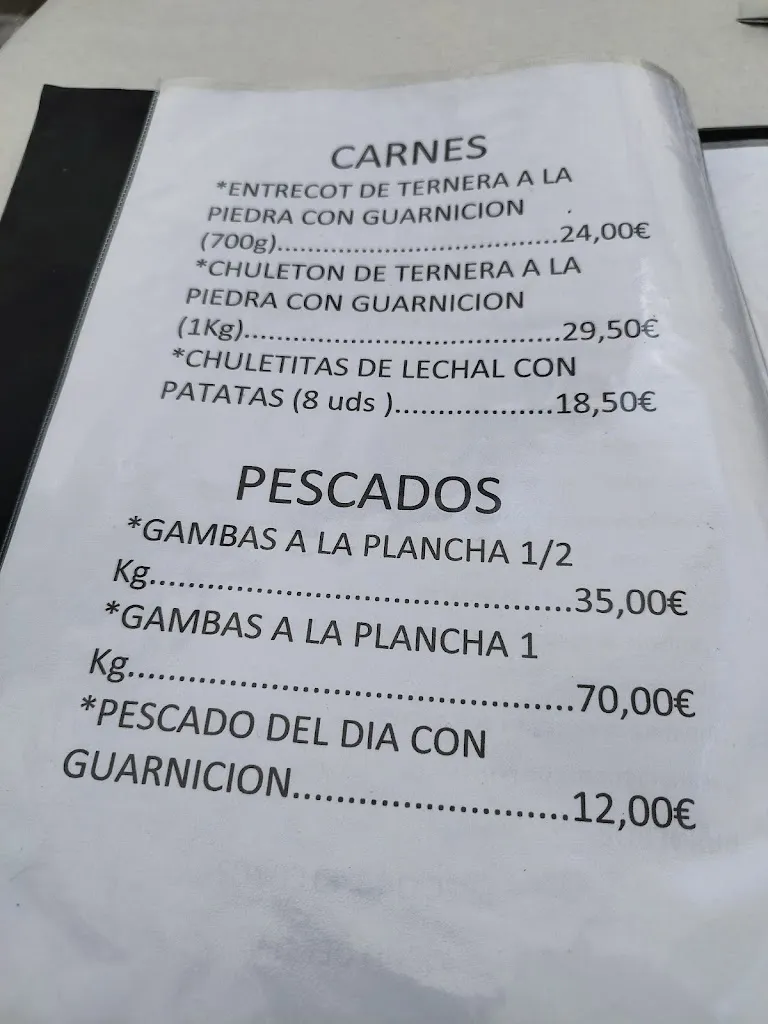 CARNES
*ENTRECOT DE TERNERA A LA
PIEDRA CON GUARNICION
(700g)...................................24,00€
*CHULETON DE TERNERA A LA
PIEDRA CON GUARNICION
(1Kg).......................................29,50€
*CHULETITAS DE LECHAL CON
PATATAS (8 uds )...................18,50€
PESCADOS
*GAMBAS A LA PLANCHA 1/2
Kg..........................................35,00€
*GAMBAS A LA PLANCHA 1
Kg..........................................70,00€
*PESCADO DEL DIA CON
GUARNICION.........................12,00€